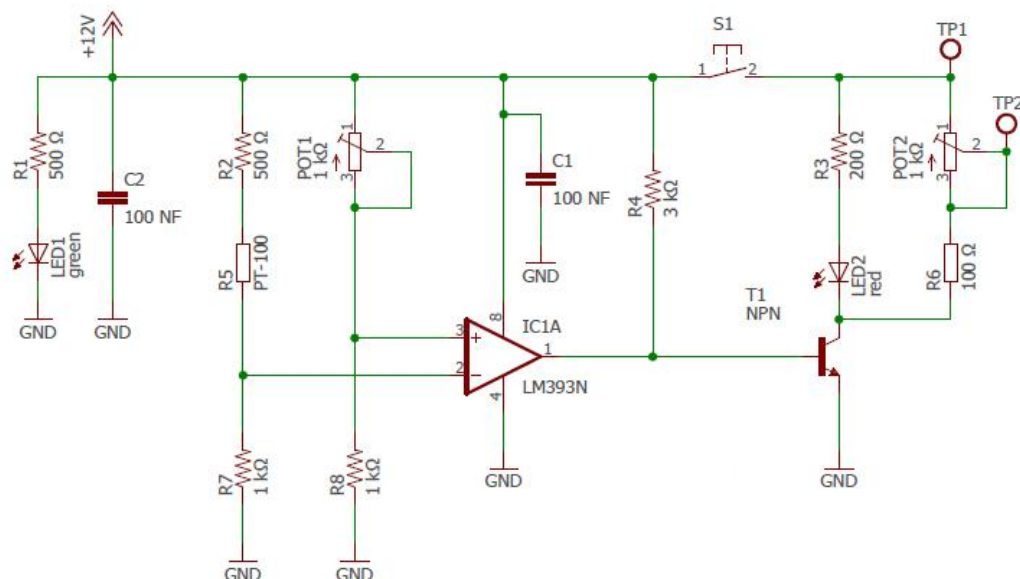 +12V
S1
TP1
TP2
1
2
R1
500 Ω
C2
100 NF
R2
500 Ω
POT1
1 kΩ
1
2
3
C1
100 NF
R4
3 kΩ
R3
200 Ω
POT2
1 kΩ
1
2
3
LED1
green
R5
PT-100
GND
LED2
red
R6
100 Ω
T1
NPN
GND
GND
IC1A
8
3
+
2
-
1
4
LM393N
R7
1 kΩ
R8
1 kΩ
GND
GND
GND
GND